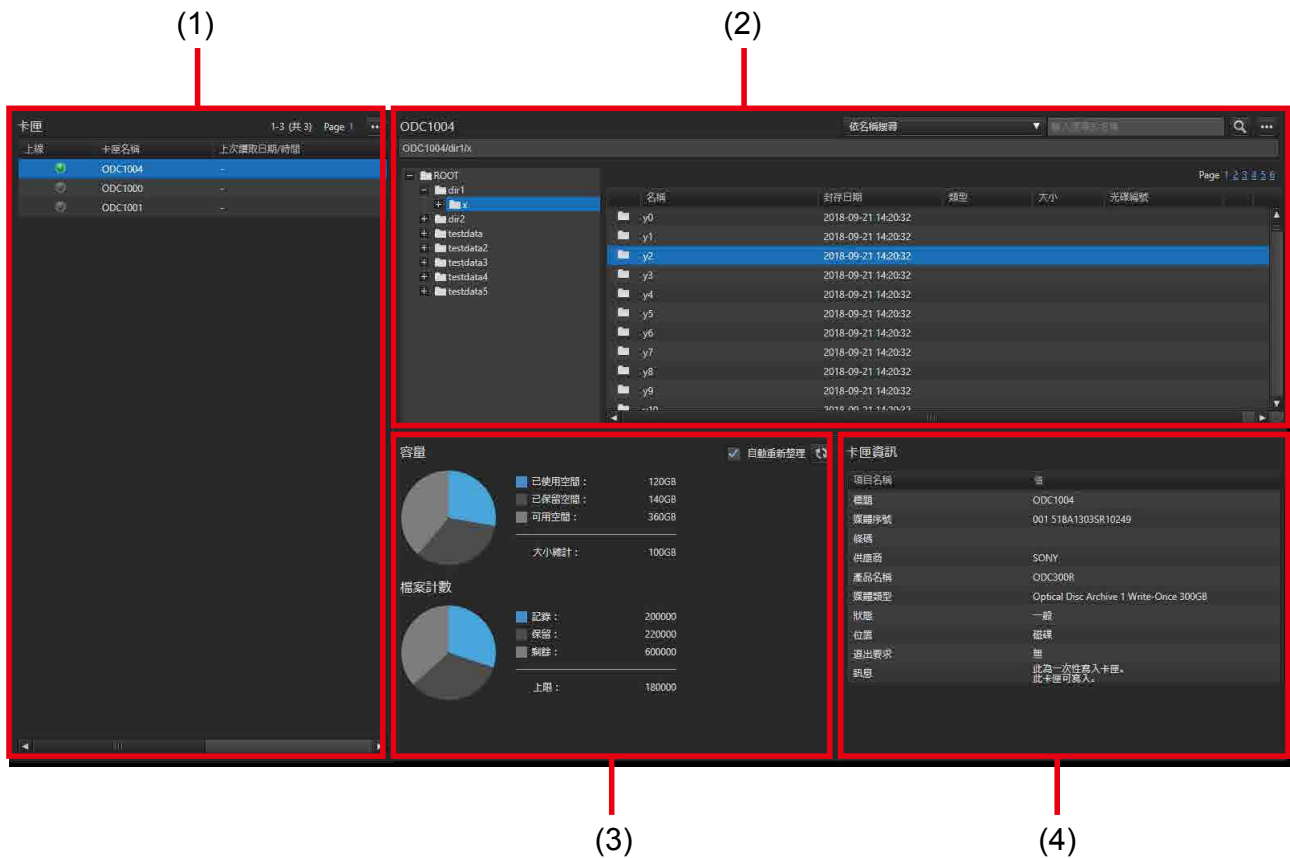 (1)
(2)
卡匣 1-3 (共 3) Page 1
上線 卡匣名稱 上次讀取日期/時間
ODC1004 -
ODC1000 -
ODC1001 -
ODC1004 依名稱搜尋
ODC1004/dir1/x
ROOT
dir1
x
dir2
testdata
testdata2
testdata3
testdata4
testdata5
Page 1 2 3 4 5 6
名稱 封存日期 類型 大小 光碟編號
y0 2018-09-21 14:20:32
y1 2018-09-21 14:20:32
y2 2018-09-21 14:20:32
y3 2018-09-21 14:20:32
y4 2018-09-21 14:20:32
y5 2018-09-21 14:20:32
y6 2018-09-21 14:20:32
y7 2018-09-21 14:20:32
y8 2018-09-21 14:20:32
y9 2018-09-21 14:20:32
y10 2018-09-21 14:20:32
容量 自動重新整理
已使用空間： 120GB
已保留空間： 140GB
可用空間： 360GB
大小總計： 100GB
檔案計數
記錄： 200000
保留： 220000
剩餘： 600000
上限： 180000
卡匣資訊
項目名稱 值
標題 ODC1004
媒體序號 001 518A1303SR10249
條碼
供應商 SONY
產品名稱 ODC300R
媒體類型 Optical Disc Archive 1 Write-Once 300GB
狀態 一般
位置 磁碟
退出要求 無
訊息 此為一次性寫入卡匣。
此卡匣可寫入。
(3)
(4)